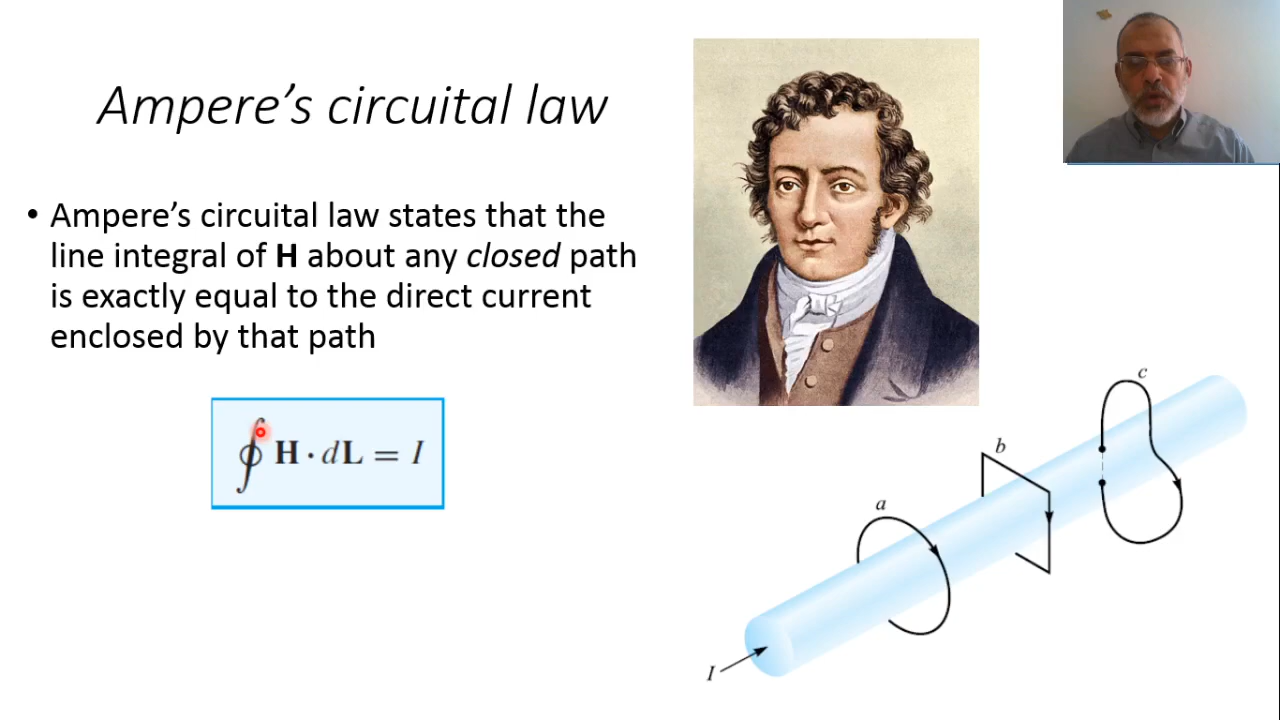 Ampere’s circuital law
• Ampere’s circuital law states that the
line integral of H about any closed path
is exactly equal to the direct current
enclosed by that path
∮ H · dL = I
a
b
c
I